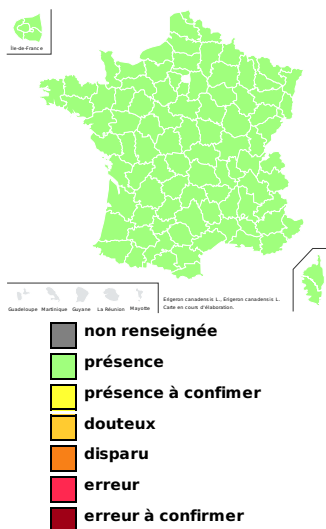 Île-de-France
Guadeloupe Martinique Guyane La Réunion Mayotte
Erigeron canadensis L., Erigeron canadensis L.
Carte en cours d'élaboration.
non renseignée
présence
présence à confimer
douteux
disparu
erreur
erreur à confirmer